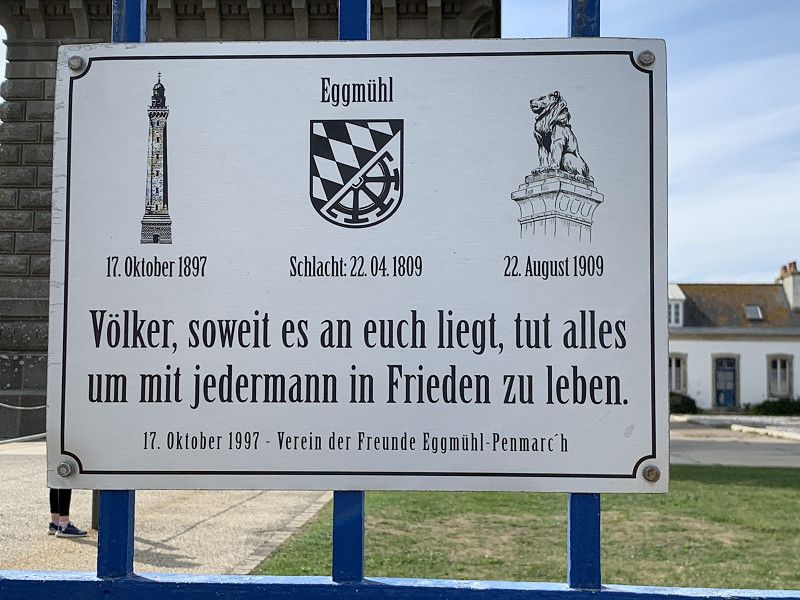 Eggmühl
17. Oktober 1897
Schlacht: 22. 04. 1809
22. August 1909
Völker, soweit es an euch liegt, tut alles
um mit jedermann in Frieden zu leben.
17. Oktober 1997 - Verein der Freunde Eggmühl-Penmarc´h